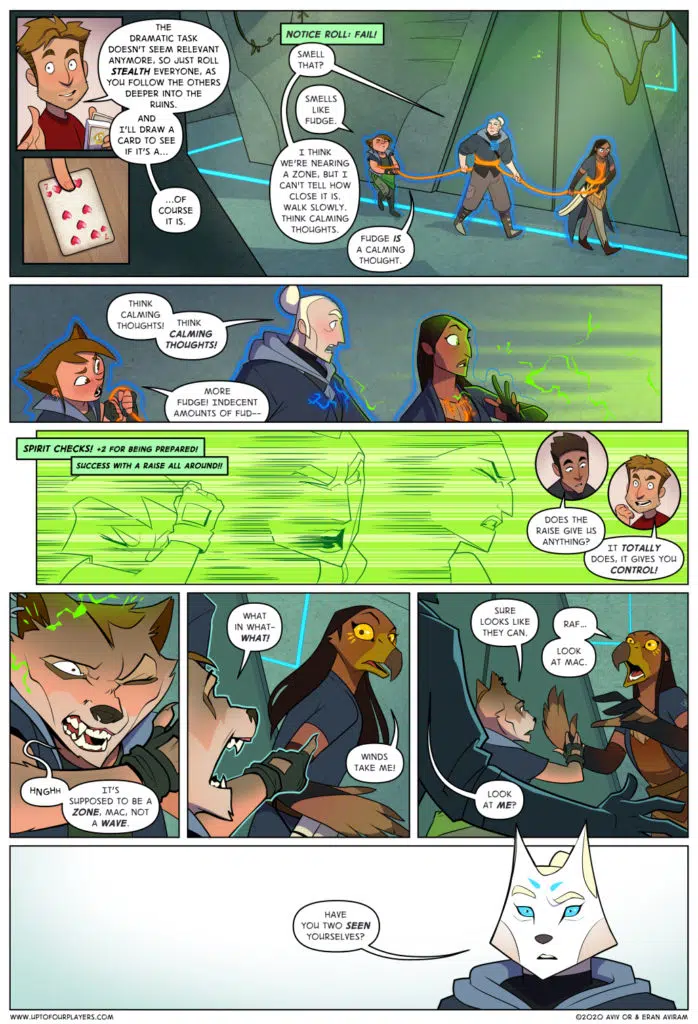 THE
DRAMATIC TASK
DOESN'T SEEM RELEVANT
ANYMORE, SO JUST ROLL
STEALTH EVERYONE, AS
YOU FOLLOW THE OTHERS
DEEPER INTO THE
RUINS.
AND
I'LL DRAW A
CARD TO SEE
IF IT'S A...
...OF
COURSE
IT IS.
7
7
NOTICE ROLL: FAIL!
SMELL
THAT?
SMELLS
LIKE
FUDGE.
I THINK
WE'RE NEARING
A ZONE, BUT I
CAN'T TELL HOW
CLOSE IT IS.
WALK SLOWLY.
THINK CALMING
THOUGHTS.
FUDGE IS
A CALMING
THOUGHT.
THINK
CALMING
THOUGHTS!
THINK
CALMING
THOUGHTS!
MORE
FUDGE! INDECENT
AMOUNTS OF FUD--
SPIRIT CHECKS! +2 FOR BEING PREPARED!
SUCCESS WITH A RAISE ALL AROUND!!
DOES THE
RAISE GIVE US
ANYTHING?
IT TOTALLY
DOES, IT GIVES YOU
CONTROL!
HNGHH
IT'S
SUPPOSED TO BE A
ZONE, MAC, NOT
A WAVE.
WHAT
IN WHAT-
WHAT!
WINDS
TAKE ME!
SURE
LOOKS LIKE
THEY CAN.
RAF...
LOOK
AT MAC.
LOOK
AT ME?
HAVE
YOU TWO SEEN
YOURSELVES?
WWW.UPTOFOURPLAYERS.COM
©2020 AVIV OR & ERAN AVIRAM